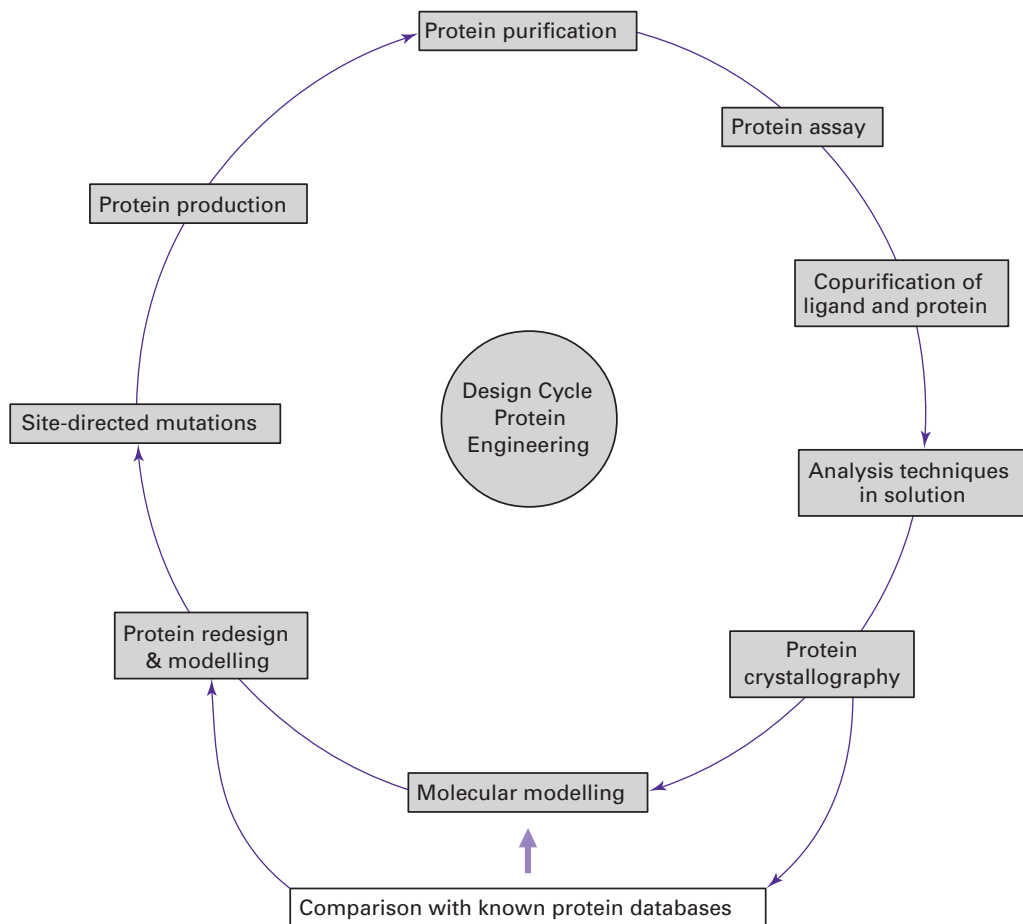 Protein purification
Protein assay
Copurification of
ligand and protein
Analysis techniques
in solution
Protein
crystallography
Molecular modelling
Comparison with known protein databases
Protein redesign
& modelling
Site-directed mutations
Protein production
Design Cycle
Protein
Engineering